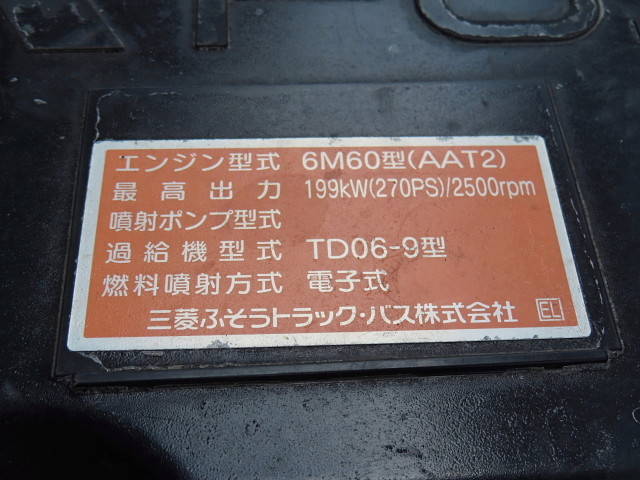 エンジン型式 6M60型(AAT2)
最高出力 199kW(270PS)/2500rpm
噴射ポンプ型式
過給機型式 TD06-9型
燃料噴射方式 電子式
三菱ふそうトラック・バス株式会社 EL